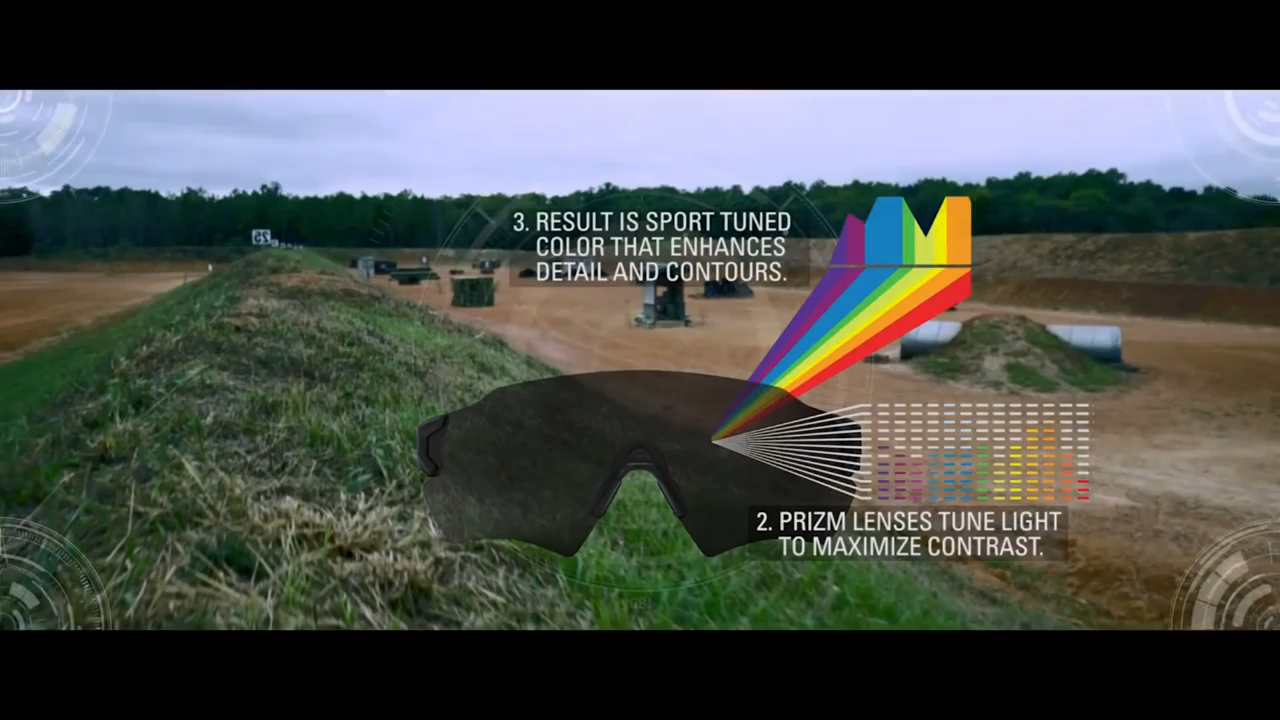 3. RESULT IS SPORT TUNED
COLOR THAT ENHANCES
DETAIL AND CONTOURS.
2. PRIZM LENSES TUNE LIGHT
TO MAXIMIZE CONTRAST.
25